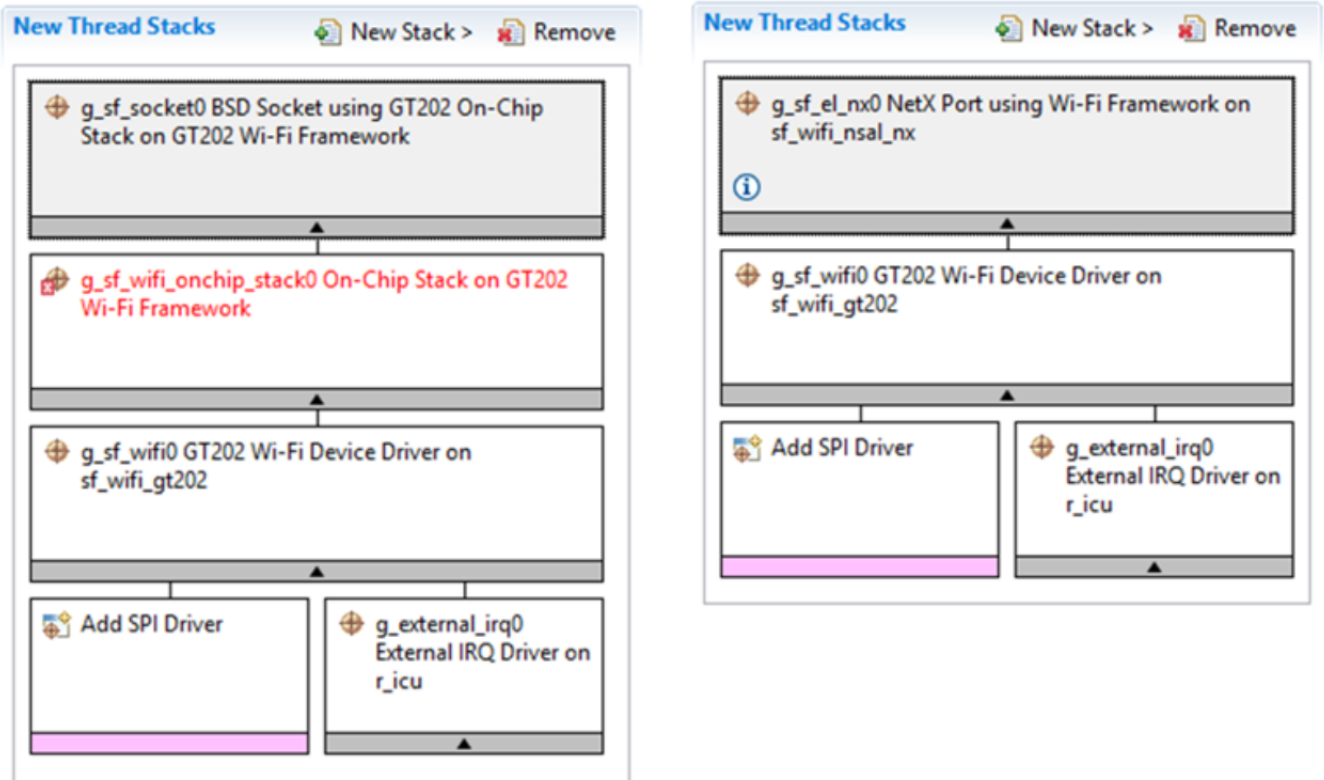 New Thread Stacks
New Stack >
Remove
g_sf_socket0 BSD Socket using GT202 On-Chip
Stack on GT202 Wi-Fi Framework
g_sf_wifi_onchip_stack0 On-Chip Stack on GT202
Wi-Fi Framework
g_sf_wifi0 GT202 Wi-Fi Device Driver on
sf_wifi_gt202
Add SPI Driver
g_external_irq0
External IRQ Driver on
r_icu
New Thread Stacks
New Stack >
Remove
g_sf_el_nx0 NetX Port using Wi-Fi Framework on
sf_wifi_nsal_nx
g_sf_wifi0 GT202 Wi-Fi Device Driver on
sf_wifi_gt202
Add SPI Driver
g_external_irq0
External IRQ Driver on
r_icu